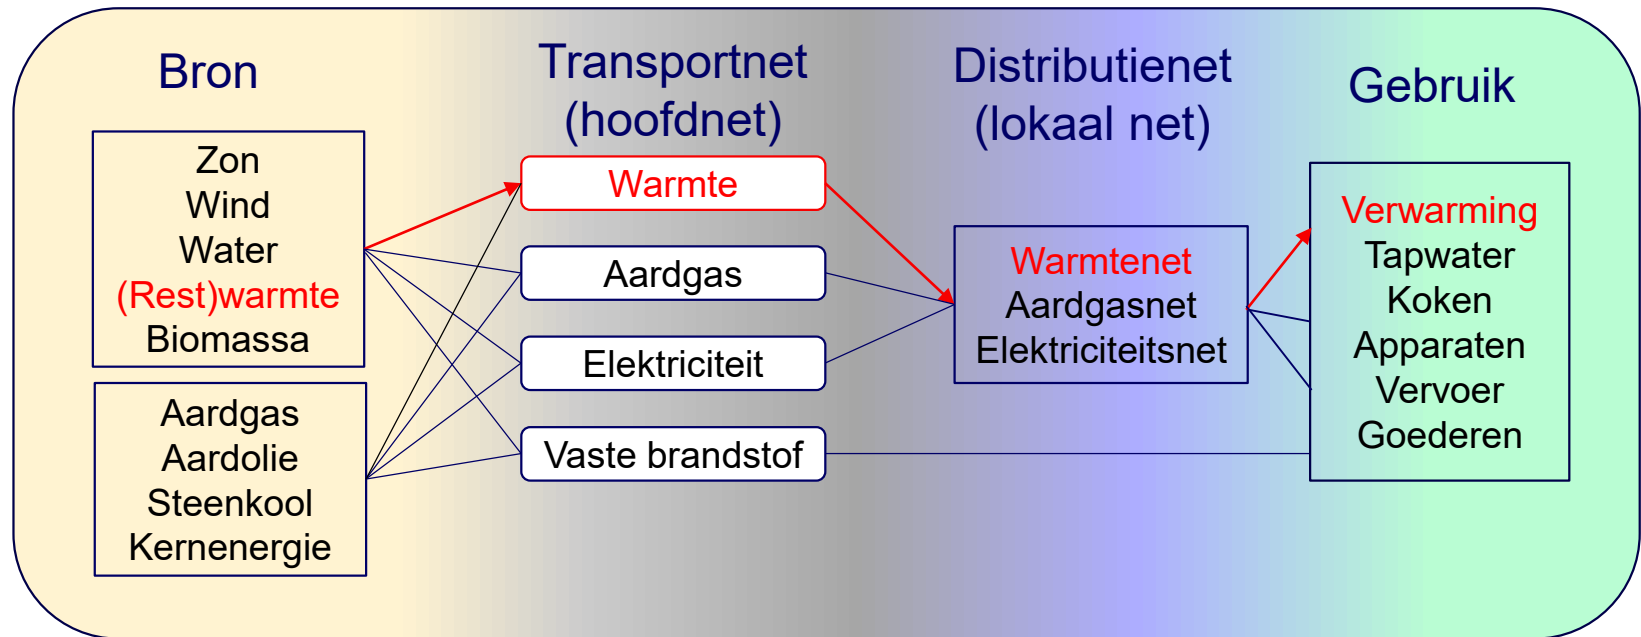 Bron
Zon
Wind
Water
(Rest)warmte
Biomassa
Aardgas
Aardolie
Steenkool
Kernenergie
Transportnet
(hoofdnet)
Warmte
Aardgas
Elektriciteit
Vaste brandstof
Distributienet
(lokaal net)
Warmtenet
Aardgasnet
Elektriciteitsnet
Gebruik
Verwarming
Tapwater
Koken
Apparaten
Vervoer
Goederen